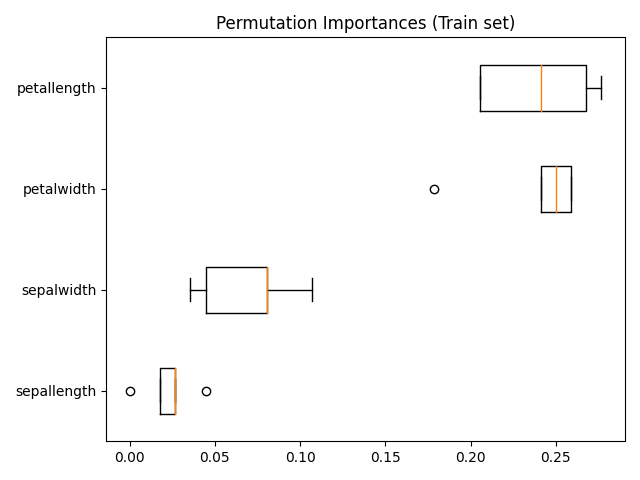 Permutation Importances (Train set)
petallength
petalwidth
sepalwidth
sepallength
0.00 0.05 0.10 0.15 0.20 0.25